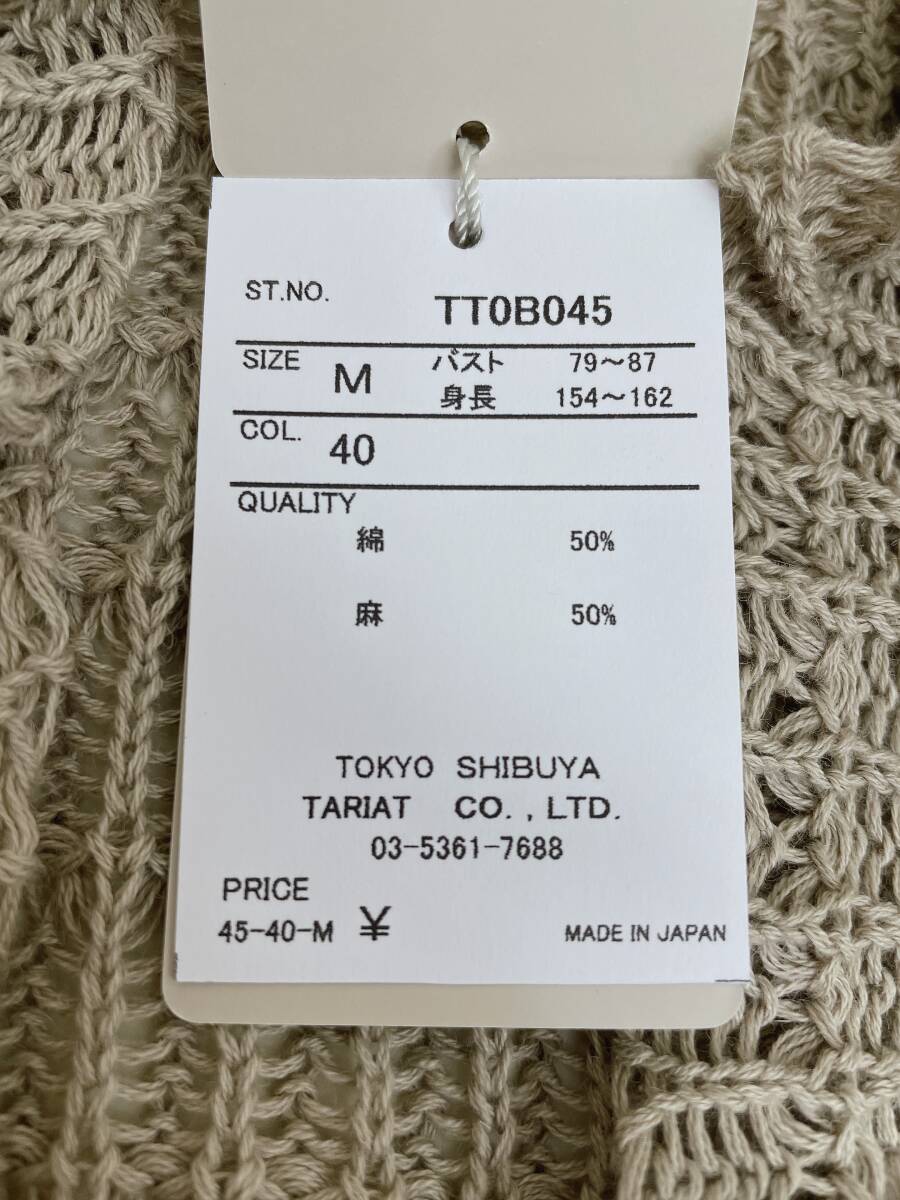 ST.NO. TT0B045
SIZE M バスト 79～87
身長 154～162
COL. 40
QUALITY
綿 50%
麻 50%
TOKYO SHIBUYA
TARIAT CO.,LTD.
03-5361-7688
PRICE
45-40-M ¥ MADE IN JAPAN